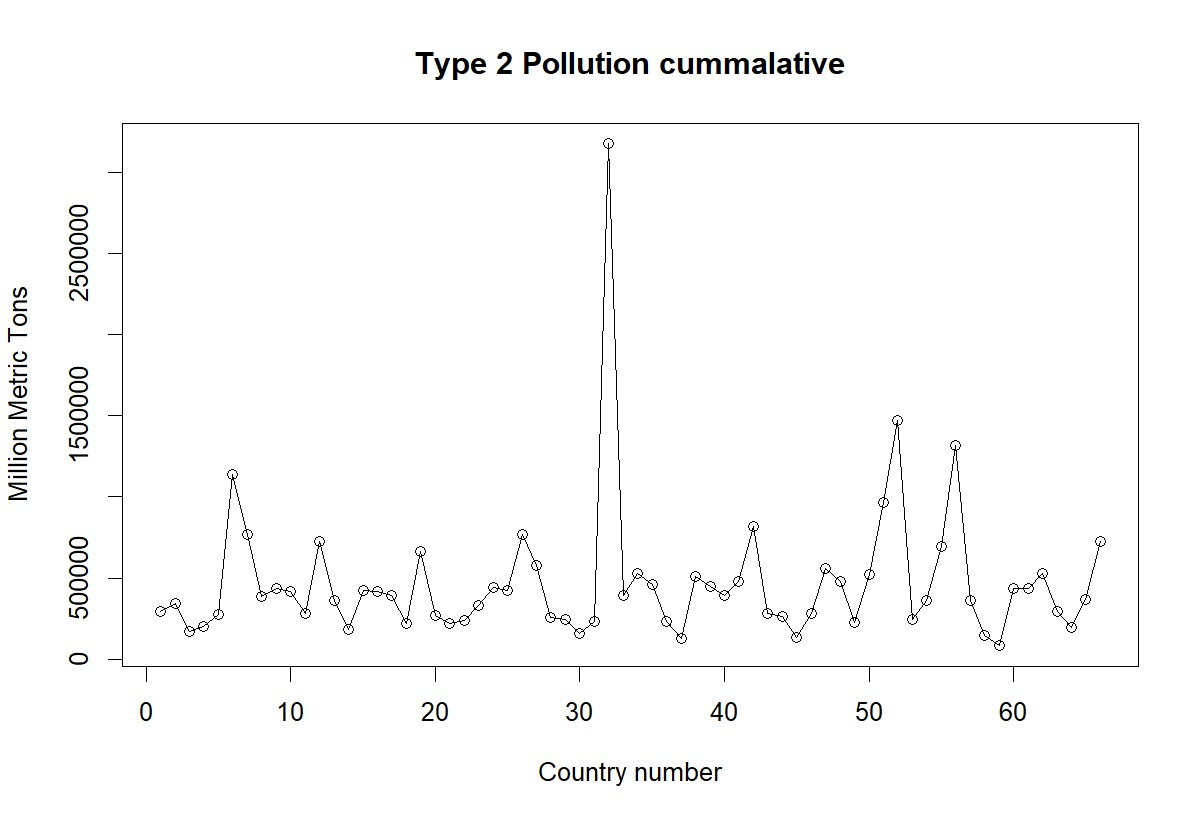 Type 2 Pollution cummalative
Million Metric Tons
2500000
1500000
500000
0
0 10 20 30 40 50 60
Country number